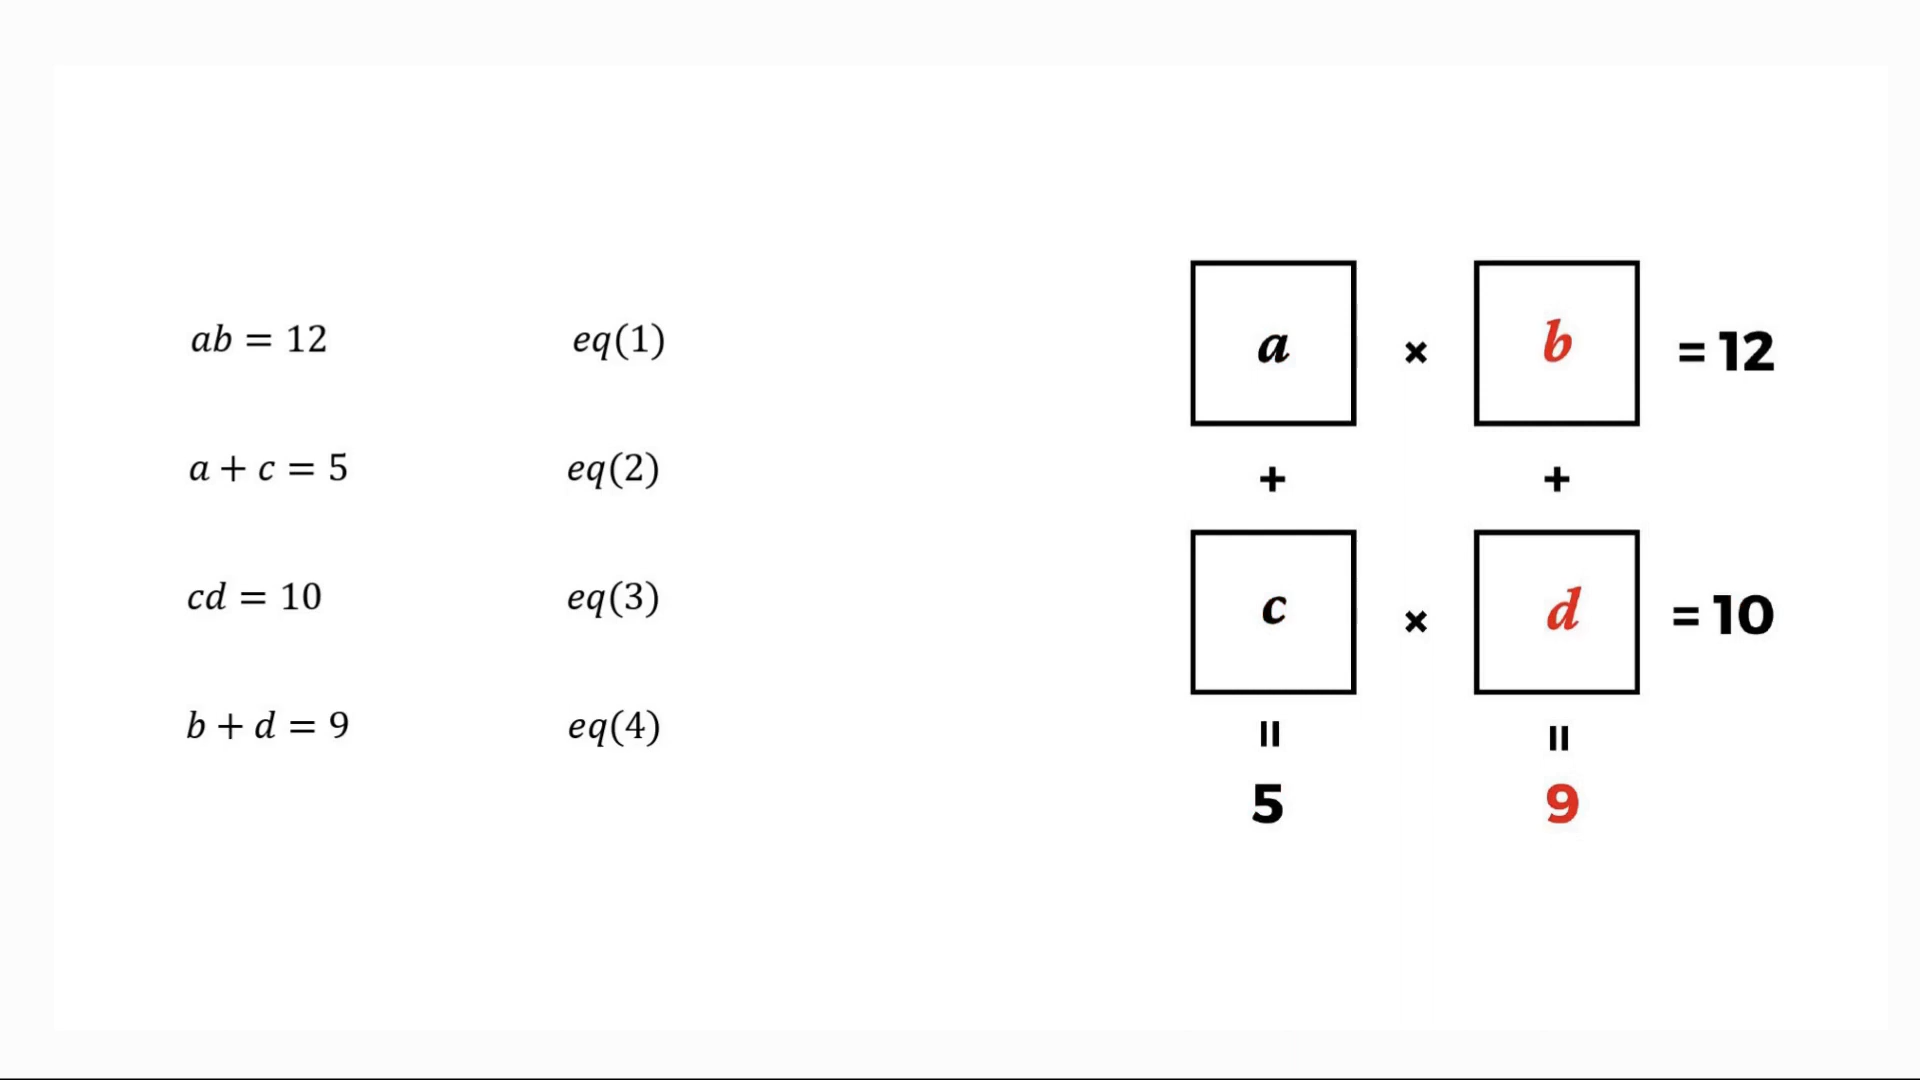 ab = 12 eq(1)
a + c = 5 eq(2)
cd = 10 eq(3)
b + d = 9 eq(4)
a × b = 12
+ +
c × d = 10
= =
5 9